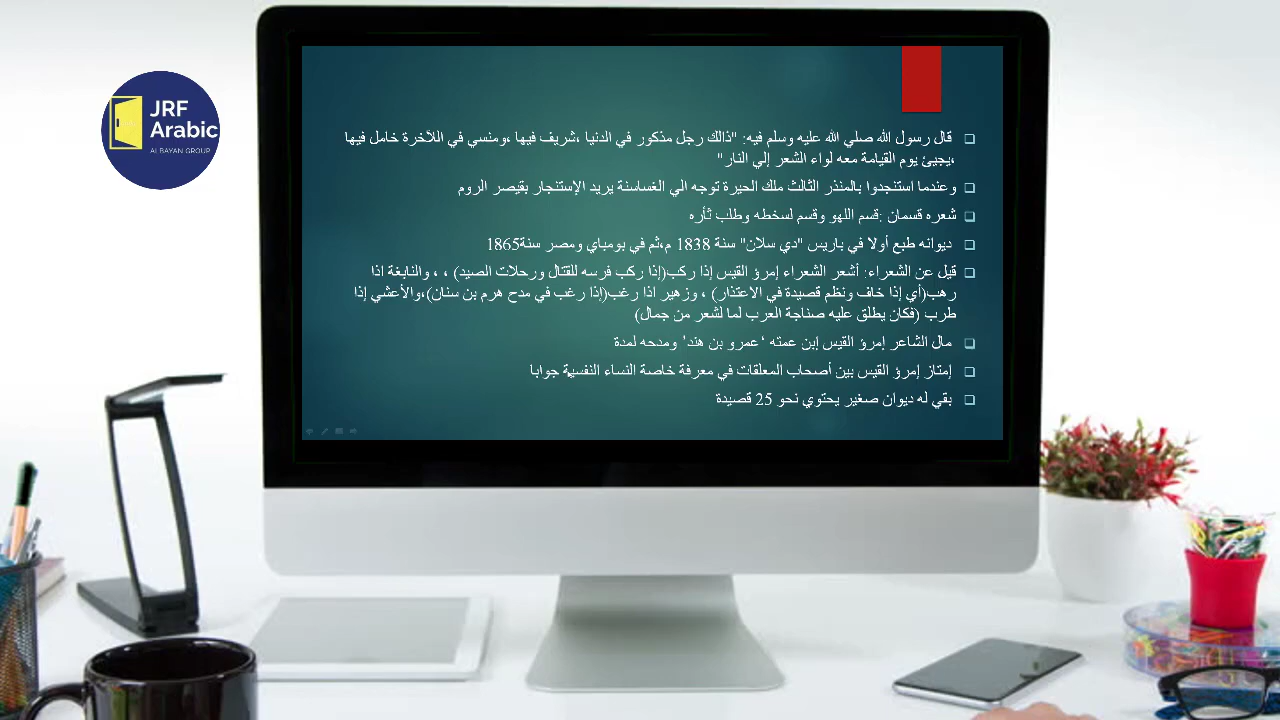 JRF
Arabic
ALBAYAN GROUP
قال رسول الله صلي الله عليه وسلم فيه: "ذالك رجل مذكور في الدنيا ،شريف فيها ،ومنسي في اللآخرة خامل فيها
،يجيئ يوم القيامة معه لواء الشعر إلي النار"
وعندما استنجدوا بالمنذر الثالث ملك الحيرة توجه الي الغساسنة يريد الإستنجار بقيصر الروم
شعره قسمان :قسم اللهو وقسم لسخطه وطلب ثأره
ديوانه طبع أولا في باريس "دي سلان" سنة 1838 م،ثم في بومباي ومصر سنة1865
قيل عن الشعراء: أشعر الشعراء إمرؤ القيس إذا ركب(إذا ركب فرسه للقتال ورحلات الصيد) ، ، والنابغة اذا
رهب(أي إذا خاف ونظم قصيدة في الاعتذار) ، وزهير اذا رغب(إذا رغب في مدح هرم بن سنان)،والأعشي إذا
طرب (فكان يطلق عليه صناجة العرب لما لشعر من جمال)
مال الشاعر إمرؤ القيس إبن عمته ‘عمرو بن هند' ومدحه لمدة
إمتاز إمرؤ القيس بين أصحاب المعلقات في معرفة خاصة النساء النفسية جوابا
بقي له ديوان صغير يحتوي نحو 25 قصيدة